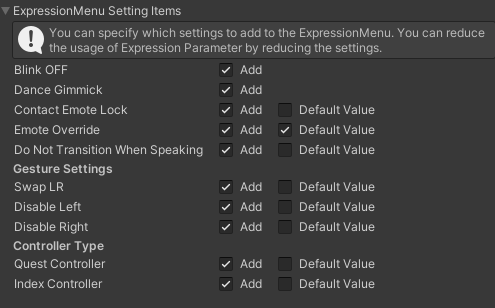 ExpressionMenu Setting Items
You can specify which settings to add to the ExpressionMenu. You can reduce
the usage of Expression Parameter by reducing the settings.
Blink OFF Add
Dance Gimmick Add
Contact Emote Lock Add Default Value
Emote Override Add Default Value
Do Not Transition When Speaking Add Default Value
Gesture Settings
Swap LR Add Default Value
Disable Left Add Default Value
Disable Right Add Default Value
Controller Type
Quest Controller Add Default Value
Index Controller Add Default Value